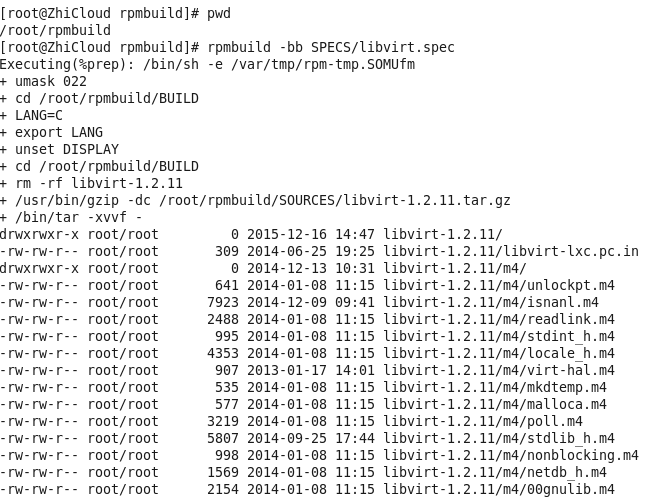 [root@ZhiCloud rpmbuild]# pwd
/root/rpmbuild
[root@ZhiCloud rpmbuild]# rpmbuild -bb SPECS/libvirt.spec
Executing(%prep): /bin/sh -e /var/tmp/rpm-tmp.SOMUfm
+ umask 022
+ cd /root/rpmbuild/BUILD
+ LANG=C
+ export LANG
+ unset DISPLAY
+ cd /root/rpmbuild/BUILD
+ rm -rf libvirt-1.2.11
+ /usr/bin/gzip -dc /root/rpmbuild/SOURCES/libvirt-1.2.11.tar.gz
+ /bin/tar -xvvf -
drwxrwxr-x root/root         0 2015-12-16 14:47 libvirt-1.2.11/
-rw-rw-r-- root/root       309 2014-06-25 19:25 libvirt-1.2.11/libvirt-lxc.pc.in
drwxrwxr-x root/root         0 2014-12-13 10:31 libvirt-1.2.11/m4/
-rw-rw-r-- root/root       641 2014-01-08 11:15 libvirt-1.2.11/m4/unlockpt.m4
-rw-rw-r-- root/root      7923 2014-12-09 09:41 libvirt-1.2.11/m4/isnanl.m4
-rw-rw-r-- root/root      2488 2014-01-08 11:15 libvirt-1.2.11/m4/readlink.m4
-rw-rw-r-- root/root       995 2014-01-08 11:15 libvirt-1.2.11/m4/stdint_h.m4
-rw-rw-r-- root/root      4353 2014-01-08 11:15 libvirt-1.2.11/m4/locale_h.m4
-rw-rw-r-- root/root       907 2013-01-17 14:01 libvirt-1.2.11/m4/virt-hal.m4
-rw-rw-r-- root/root       535 2014-01-08 11:15 libvirt-1.2.11/m4/mkdtemp.m4
-rw-rw-r-- root/root       577 2014-01-08 11:15 libvirt-1.2.11/m4/malloca.m4
-rw-rw-r-- root/root      3219 2014-01-08 11:15 libvirt-1.2.11/m4/poll.m4
-rw-rw-r-- root/root      5807 2014-09-25 17:44 libvirt-1.2.11/m4/stdlib_h.m4
-rw-rw-r-- root/root       998 2014-01-08 11:15 libvirt-1.2.11/m4/nonblocking.m4
-rw-rw-r-- root/root      1569 2014-01-08 11:15 libvirt-1.2.11/m4/netdb_h.m4
-rw-rw-r-- root/root      2154 2014-01-08 11:15 libvirt-1.2.11/m4/00gnulib.m4